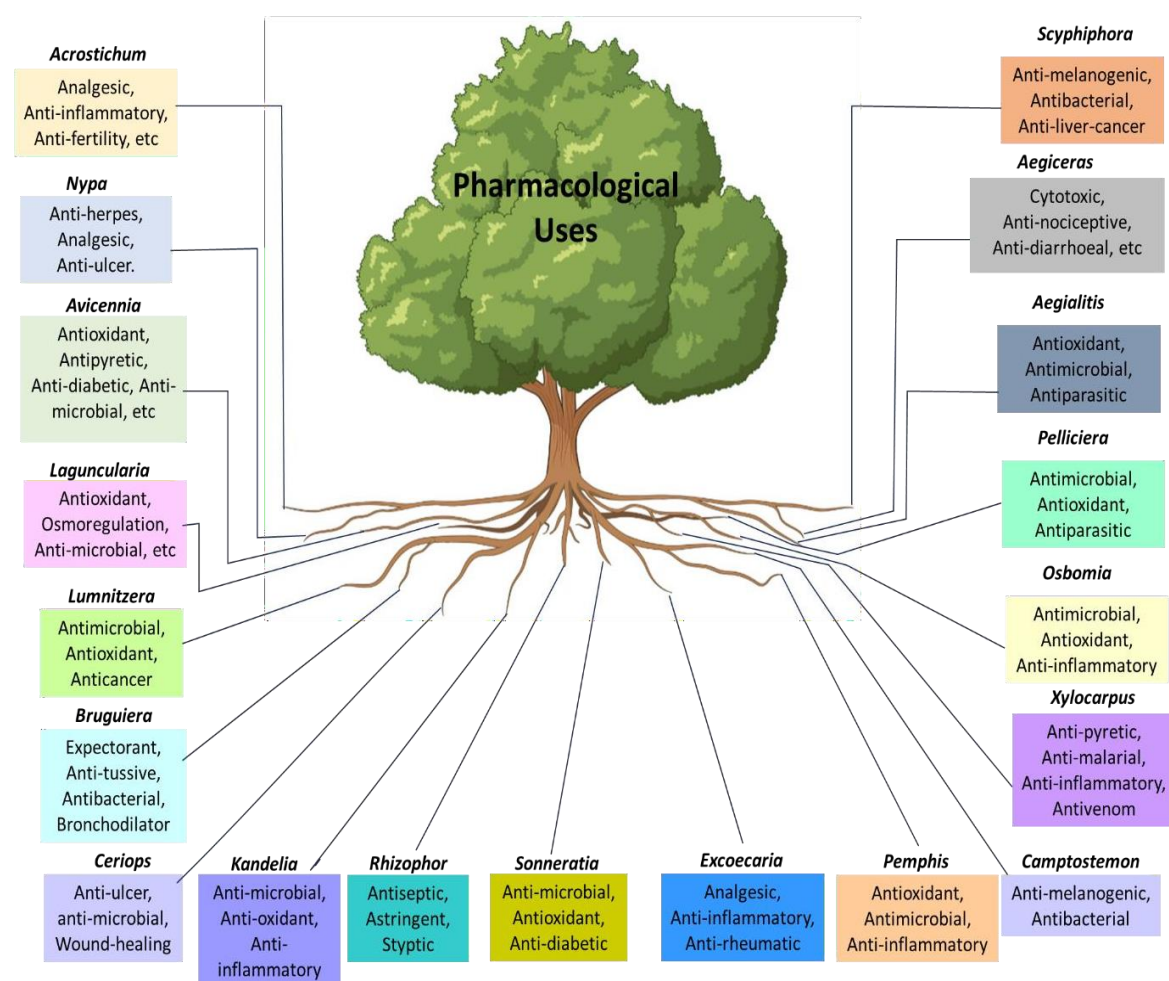 Pharmacological
Uses
Acrostichum
Analgesic,
Anti-inflammatory,
Anti-fertility, etc
Nypa
Anti-herpes,
Analgesic,
Anti-ulcer.
Avicennia
Antioxidant,
Antipyretic,
Anti-diabetic, Anti-
microbial, etc
Laguncularia
Antioxidant,
Osmoregulation,
Anti-microbial, etc
Lumnitzera
Antimicrobial,
Antioxidant,
Anticancer
Bruguiera
Expectorant,
Anti-tussive,
Antibacterial,
Bronchodilator
Ceriops
Anti-ulcer,
anti-microbial,
Wound-healing
Kandelia
Anti-microbial,
Anti-oxidant,
Anti-
inflammatory
Rhizophor
Antiseptic,
Astringent,
Styptic
Sonneratia
Anti-microbial,
Antioxidant,
Anti-diabetic
Excoecaria
Analgesic,
Anti-inflammatory,
Anti-rheumatic
Pemphis
Antioxidant,
Antimicrobial,
Anti-inflammatory
Camptostemon
Anti-melanogenic,
Antibacterial
Scyphiphora
Anti-melanogenic,
Antibacterial,
Anti-liver-cancer
Aegiceras
Cytotoxic,
Anti-nociceptive,
Anti-diarrhoeal, etc
Aegialitis
Antioxidant,
Antimicrobial,
Antiparasitic
Pelliciera
Antimicrobial,
Antioxidant,
Antiparasitic
Osbomia
Antimicrobial,
Antioxidant,
Anti-inflammatory
Xylocarpus
Anti-pyretic,
Anti-malarial,
Anti-inflammatory,
Antivenom